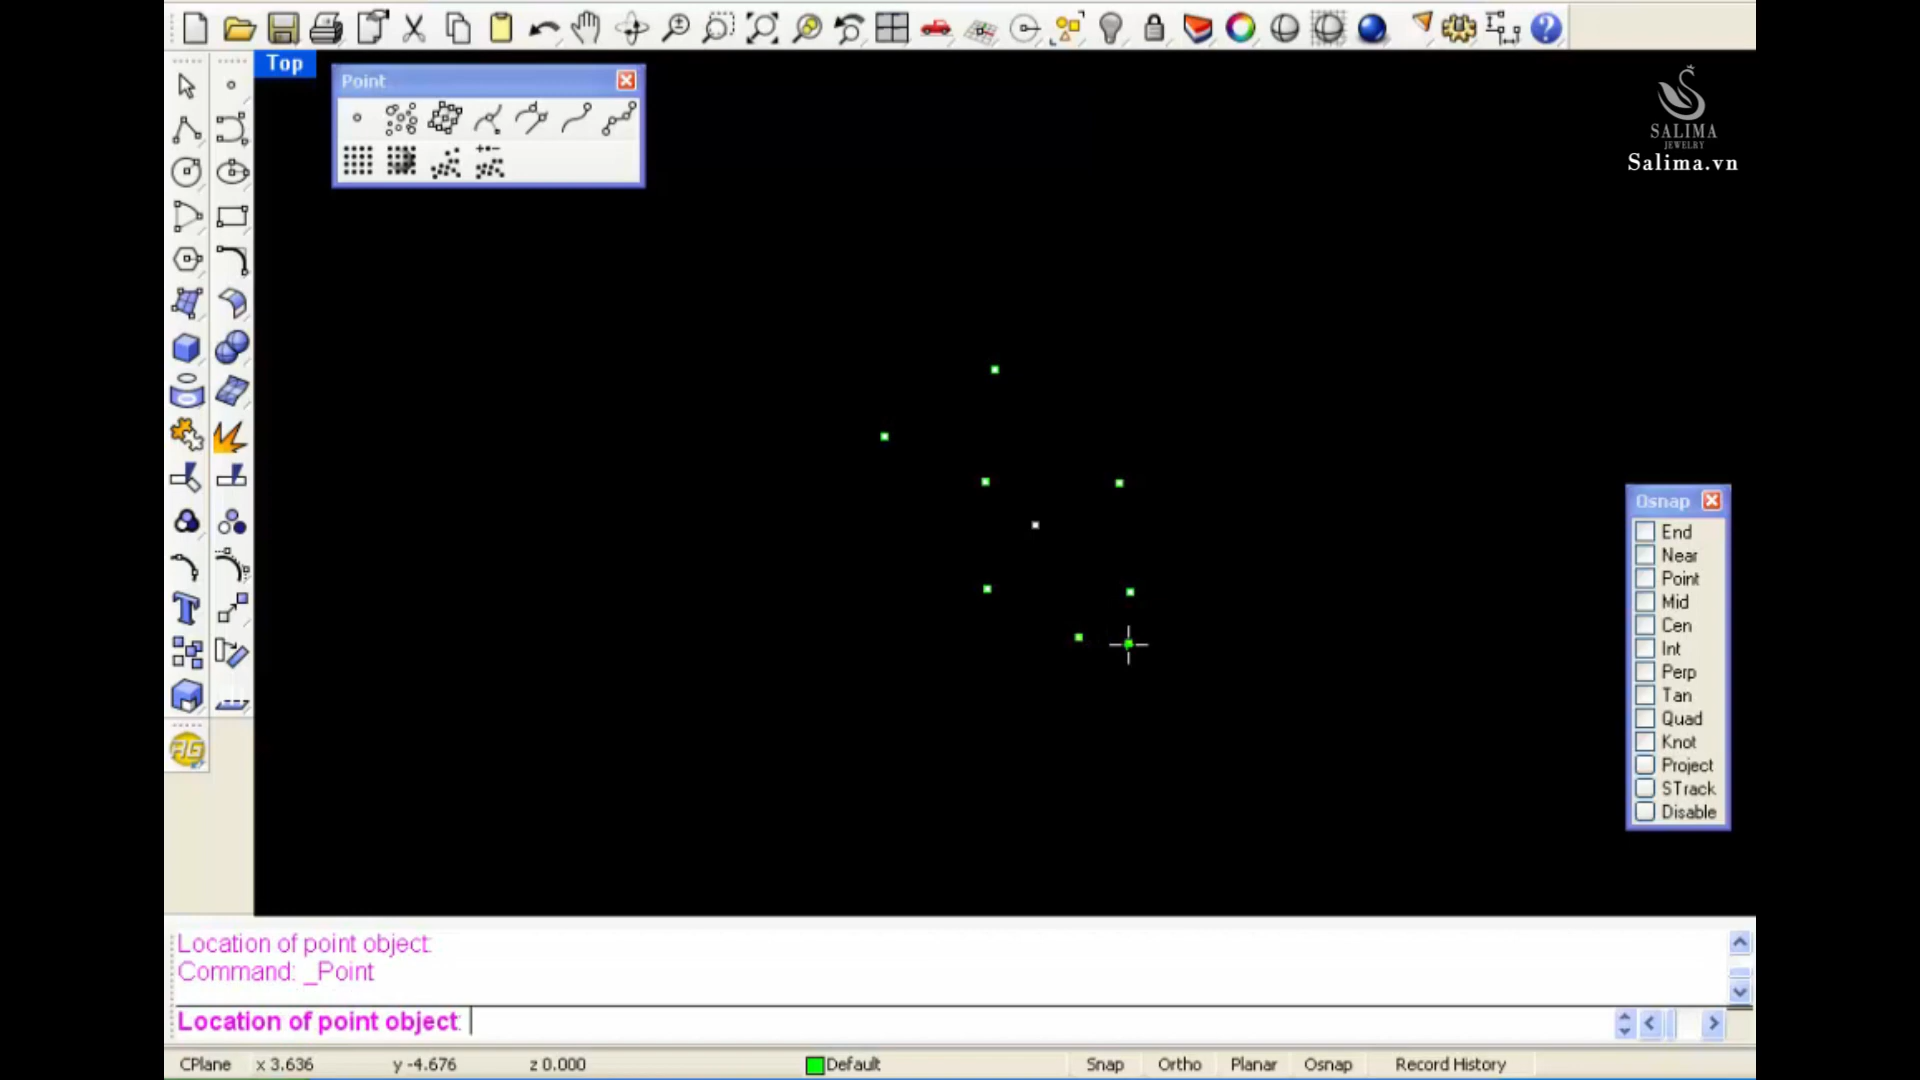 Top
Point
SALIMA
JEWELRY
Salima.vn
Osnap
End
Near
Point
Mid
Cen
Int
Perp
Tan
Quad
Knot
Project
STrack
Disable
Location of point object:
Command: _Point
Location of point object:
CPlane x 3.636 y -4.676 z 0.000 Default Snap Ortho Planar Osnap Record History